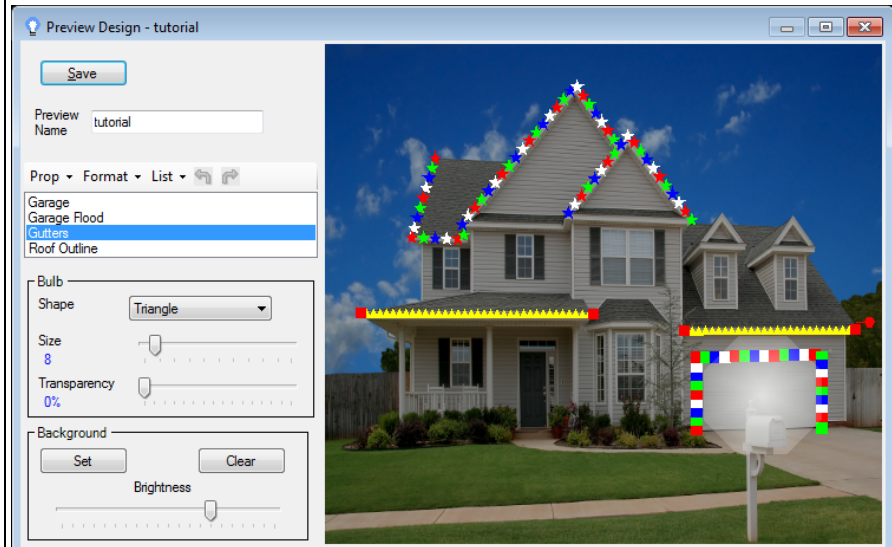 Preview Design - tutorial
Save
Preview
Name
tutorial
Prop Format List
Garage
Garage Flood
Gutters
Roof Outline
Bulb
Shape
Triangle
Size
8
Transparency
0%
Background
Set Clear
Brightness